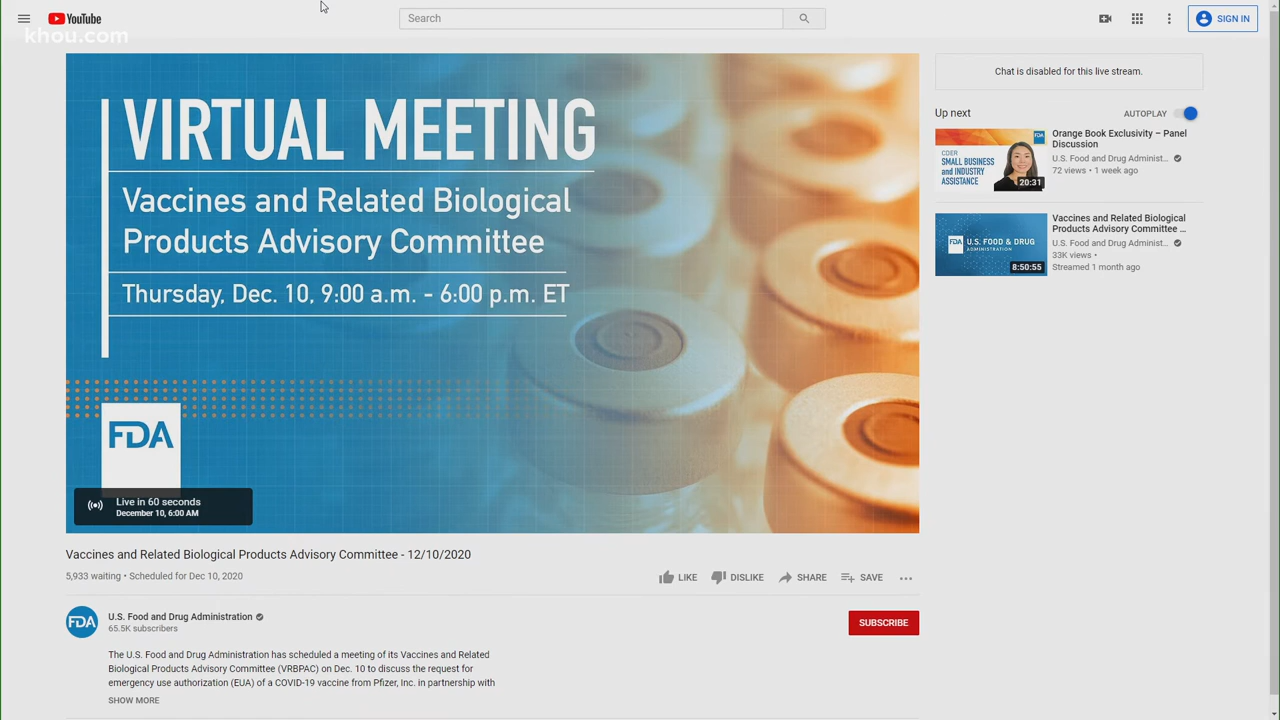 YouTube
Search
SIGN IN
khou.com
VIRTUAL MEETING
Vaccines and Related Biological
Products Advisory Committee
Thursday, Dec. 10, 9:00 a.m. - 6:00 p.m. ET
FDA
Live in 60 seconds
December 10, 6:00 AM
Chat is disabled for this live stream.
Up next
AUTOPLAY
FDA
CDER
SMALL BUSINESS
and INDUSTRY
ASSISTANCE
20:31
Orange Book Exclusivity – Panel
Discussion
U.S. Food and Drug Administ...
72 views • 1 week ago
FDA U.S. FOOD & DRUG
ADMINISTRATION
8:50:55
Vaccines and Related Biological
Products Advisory Committee ...
U.S. Food and Drug Administ...
33K views •
Streamed 1 month ago
Vaccines and Related Biological Products Advisory Committee - 12/10/2020
5,933 waiting • Scheduled for Dec 10, 2020
LIKE DISLIKE SHARE SAVE
FDA
U.S. Food and Drug Administration
65.5K subscribers
SUBSCRIBE
The U.S. Food and Drug Administration has scheduled a meeting of its Vaccines and Related
Biological Products Advisory Committee (VRBPAC) on Dec. 10 to discuss the request for
emergency use authorization (EUA) of a COVID-19 vaccine from Pfizer, Inc. in partnership with
SHOW MORE